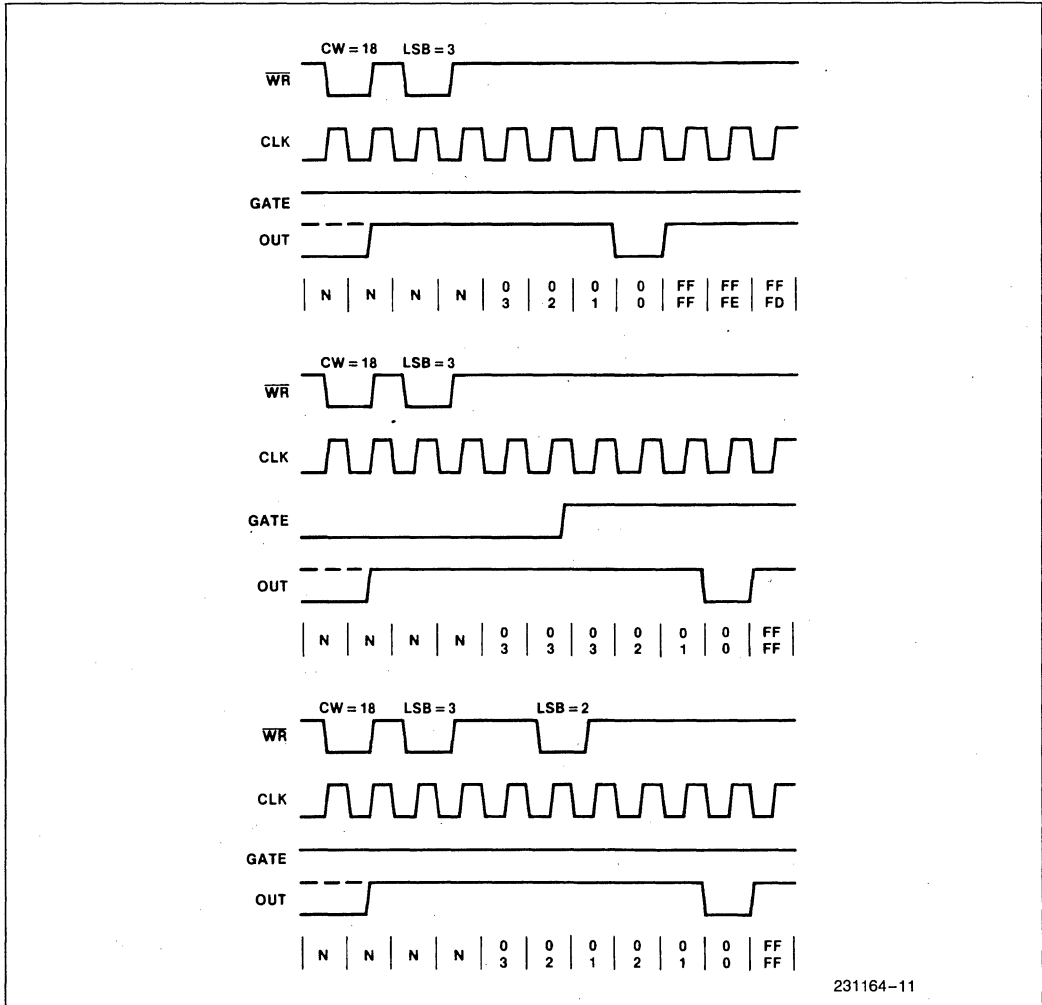 CW = 18 LSB = 3
WR
CLK
GATE
OUT
N N N N 0 0 0 0 FF FF FF
3 2 1 0 FF FE FD
CW = 18 LSB = 3
WR
CLK
GATE
OUT
N N N N 0 0 0 0 0 0 FF
3 3 3 2 1 0 FF
CW = 18 LSB = 3 LSB = 2
WR
CLK
GATE
OUT
N N N N 0 0 0 0 0 0 FF
3 2 1 2 1 0 FF
231164-11